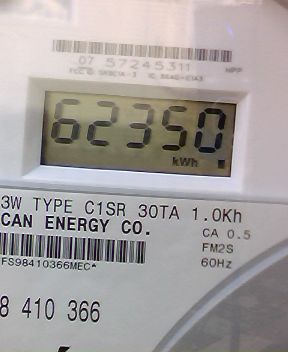 07 57245311 HPP
62350
kWh
3W TYPE C1SR 30TA 1.0Kh
CAN ENERGY CO.
CA 0.5
FM2S
FS98410366MEC*
60Hz
8 410 366